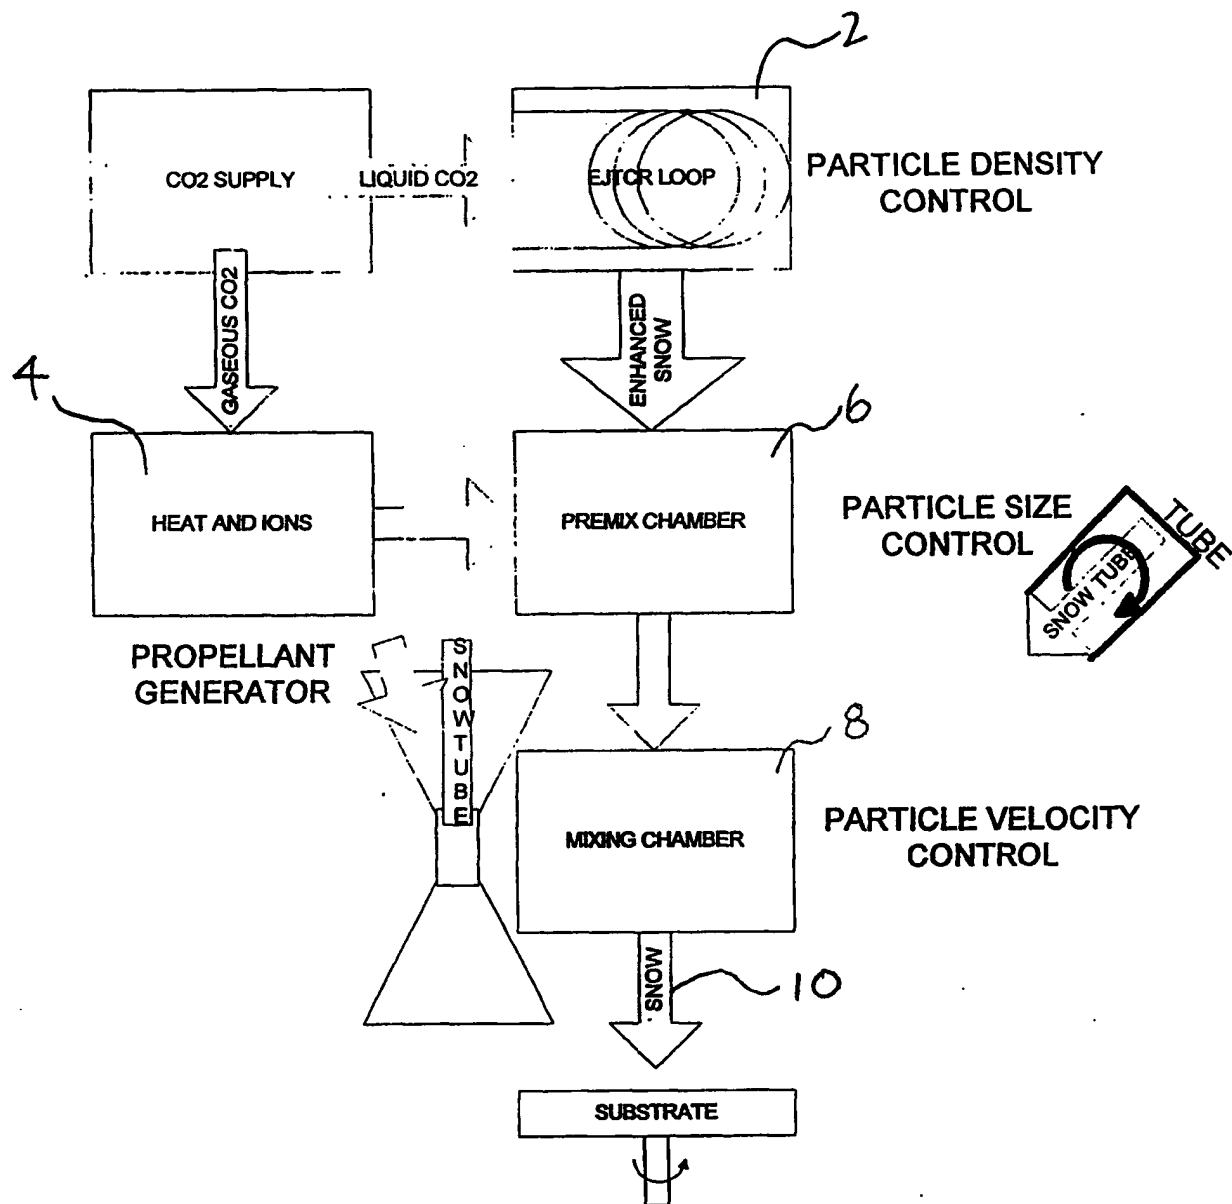 2
CO2 SUPPLY
LIQUID CO2
EJTCR LOOP
PARTICLE DENSITY
CONTROL
GASEOUS CO2
ENHANCED
SNOW
4
6
HEAT AND IONS
PREMIX CHAMBER
PARTICLE SIZE
CONTROL
SNOW TUBE
TUBE
PROPELLANT
GENERATOR
SNOWTUBE
8
MIXING CHAMBER
PARTICLE VELOCITY
CONTROL
SNOW
10
SUBSTRATE